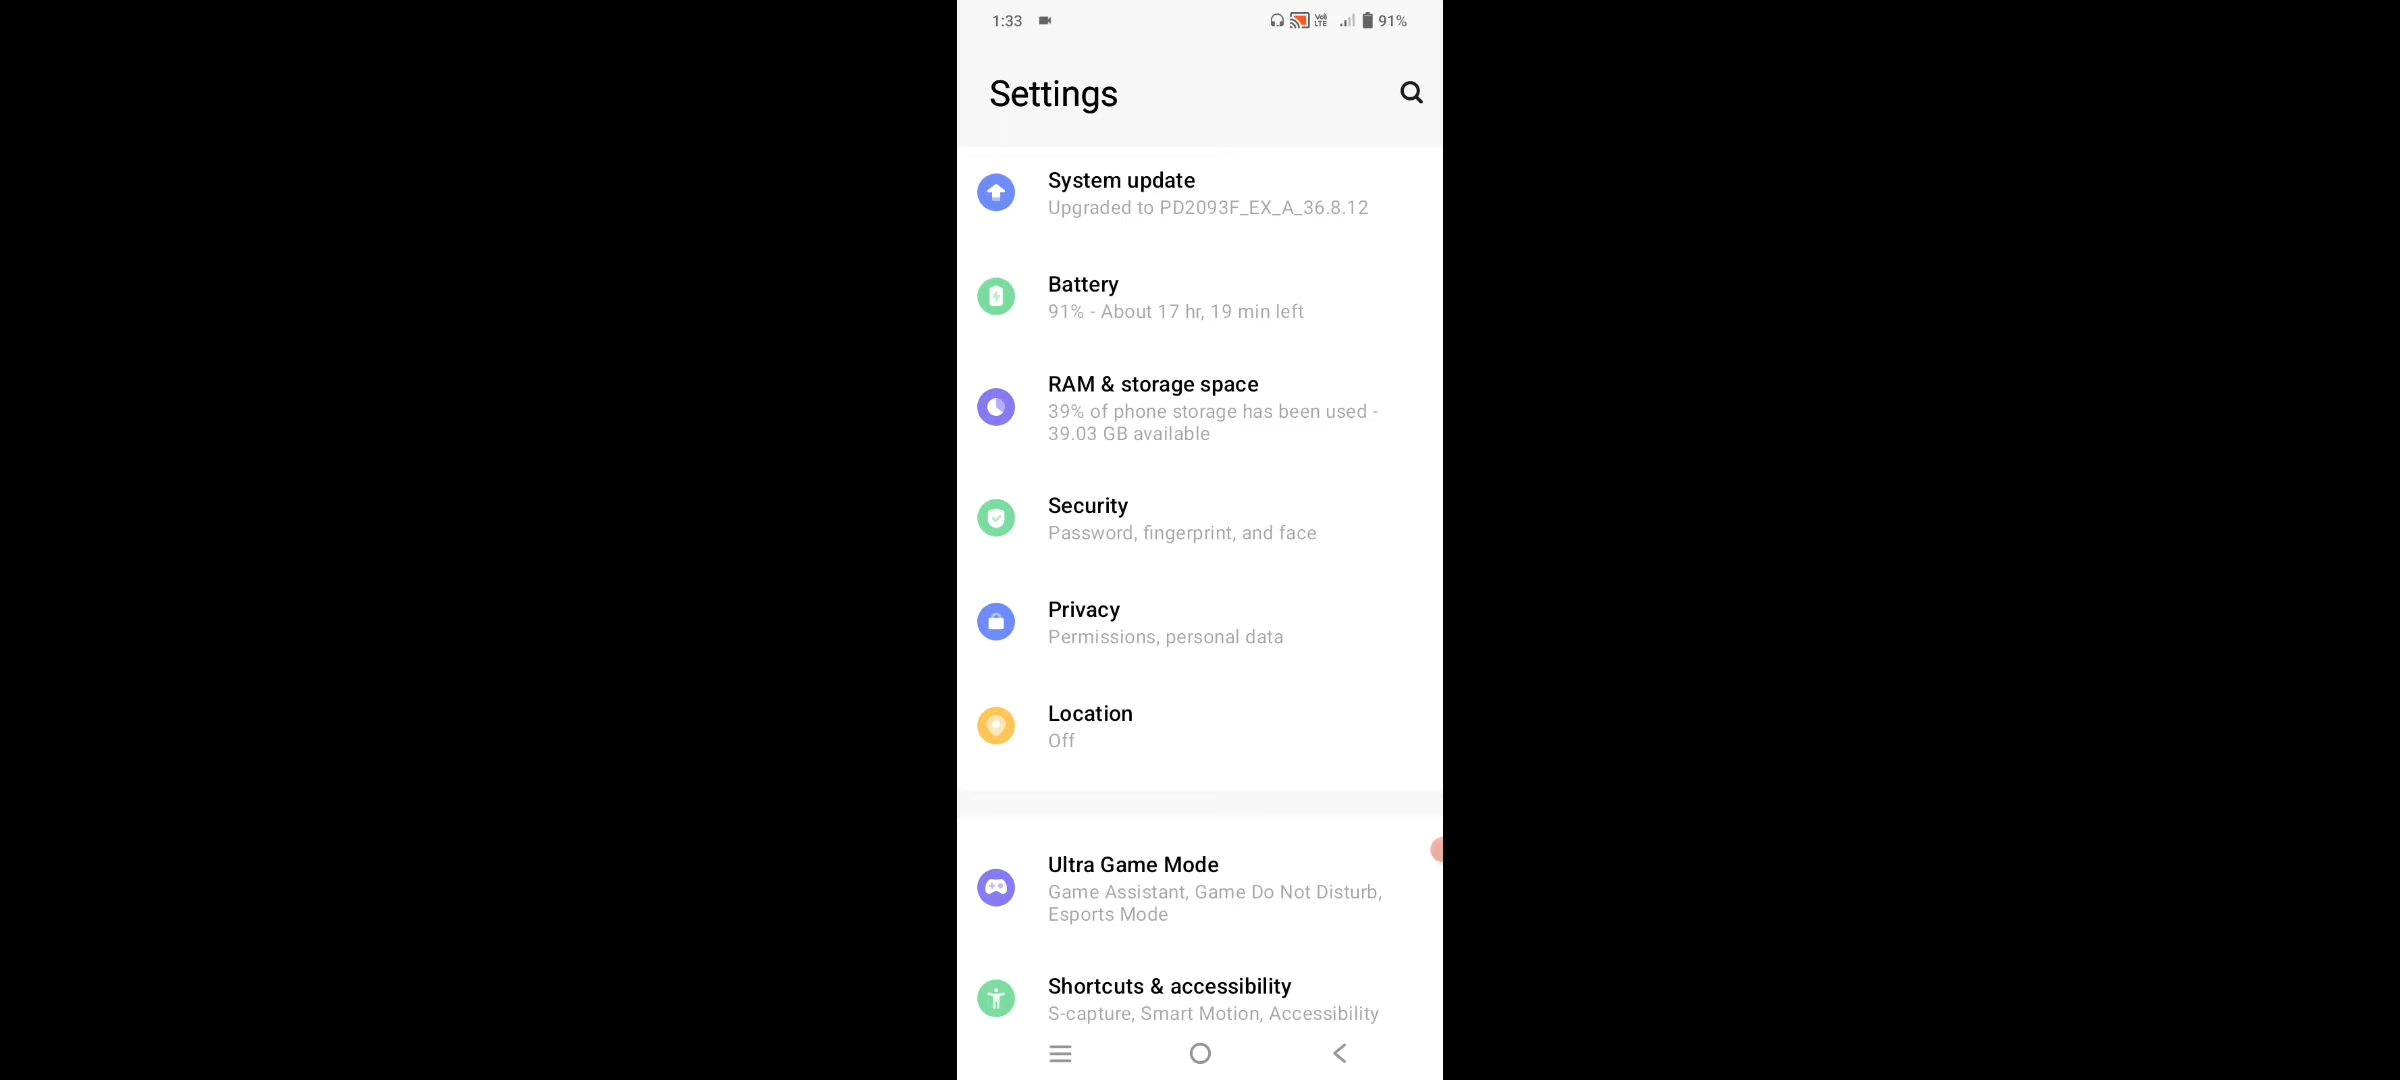 1:33
Vo))
LTE
91%
Settings
System update
Upgraded to PD2093F_EX_A_36.8.12
Battery
91% - About 17 hr, 19 min left
RAM & storage space
39% of phone storage has been used -
39.03 GB available
Security
Password, fingerprint, and face
Privacy
Permissions, personal data
Location
Off
Ultra Game Mode
Game Assistant, Game Do Not Disturb,
Esports Mode
Shortcuts & accessibility
S-capture, Smart Motion, Accessibility